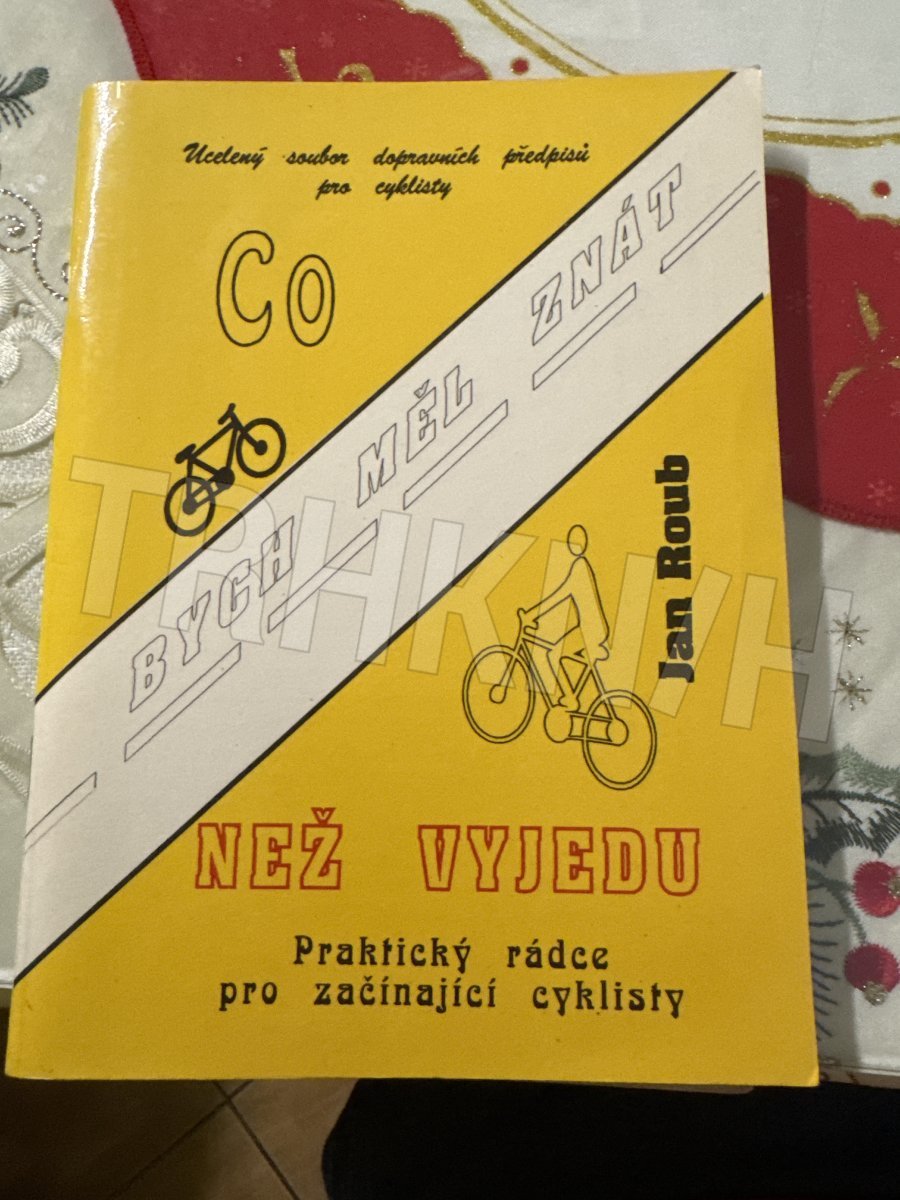 Ucelený soubor dopravních předpisů
pro cyklisty
Co
BYCH MĚL ZNÁT
Jan Roub
NEŽ VYJEDU
Praktický rádce
pro začínající cyklisty
TRHKNIH